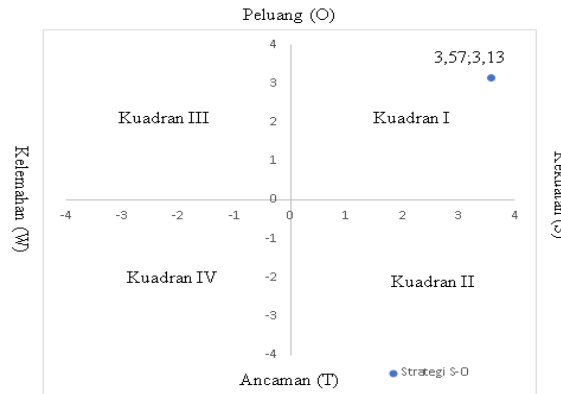 Peluang (O)
4
3,57;3,13
3
Kuadran III
Kuadran I
2
1
Kelemahan (W)
0
-4 -3 -2 -1 0 1 2 3 4
-1
Kuadran IV
Kuadran II
-2
-3
-4
Ancaman (T)
Strategi S-O